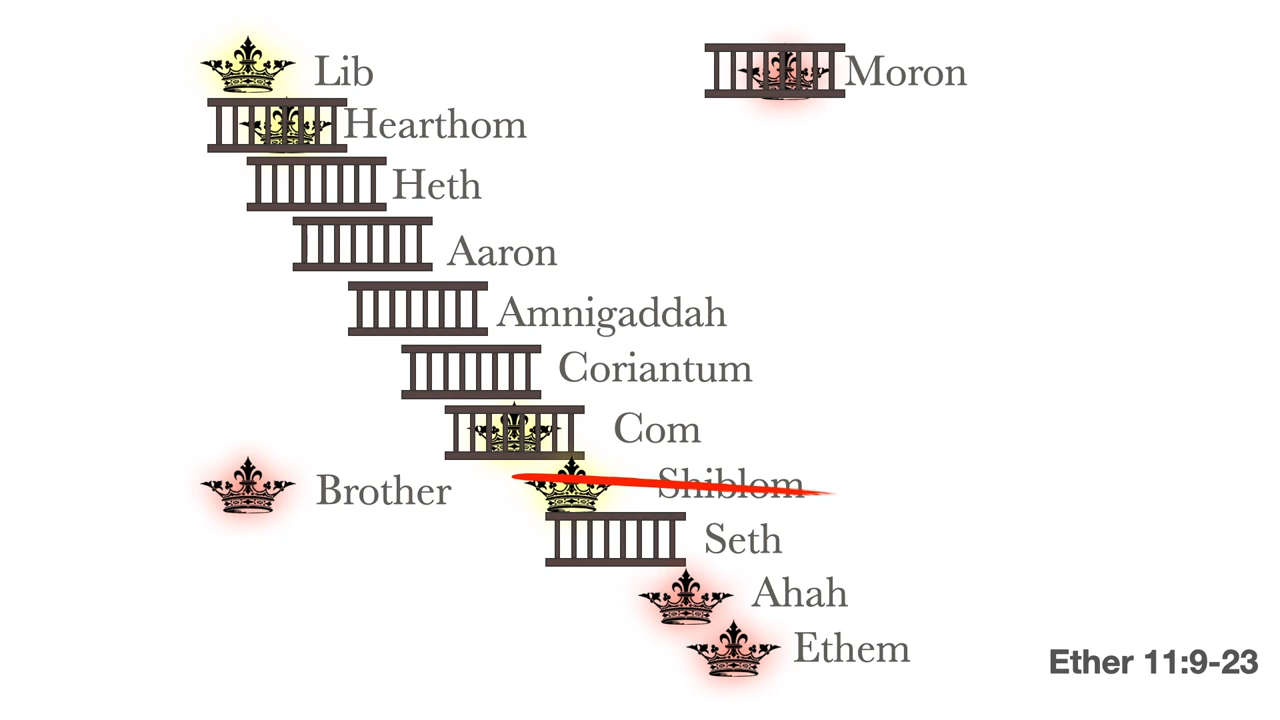 Lib
Moron
Hearthom
Heth
Aaron
Amnigaddah
Coriantum
Com
Brother
Shiblom
Seth
Ahah
Ethem
Ether 11:9-23